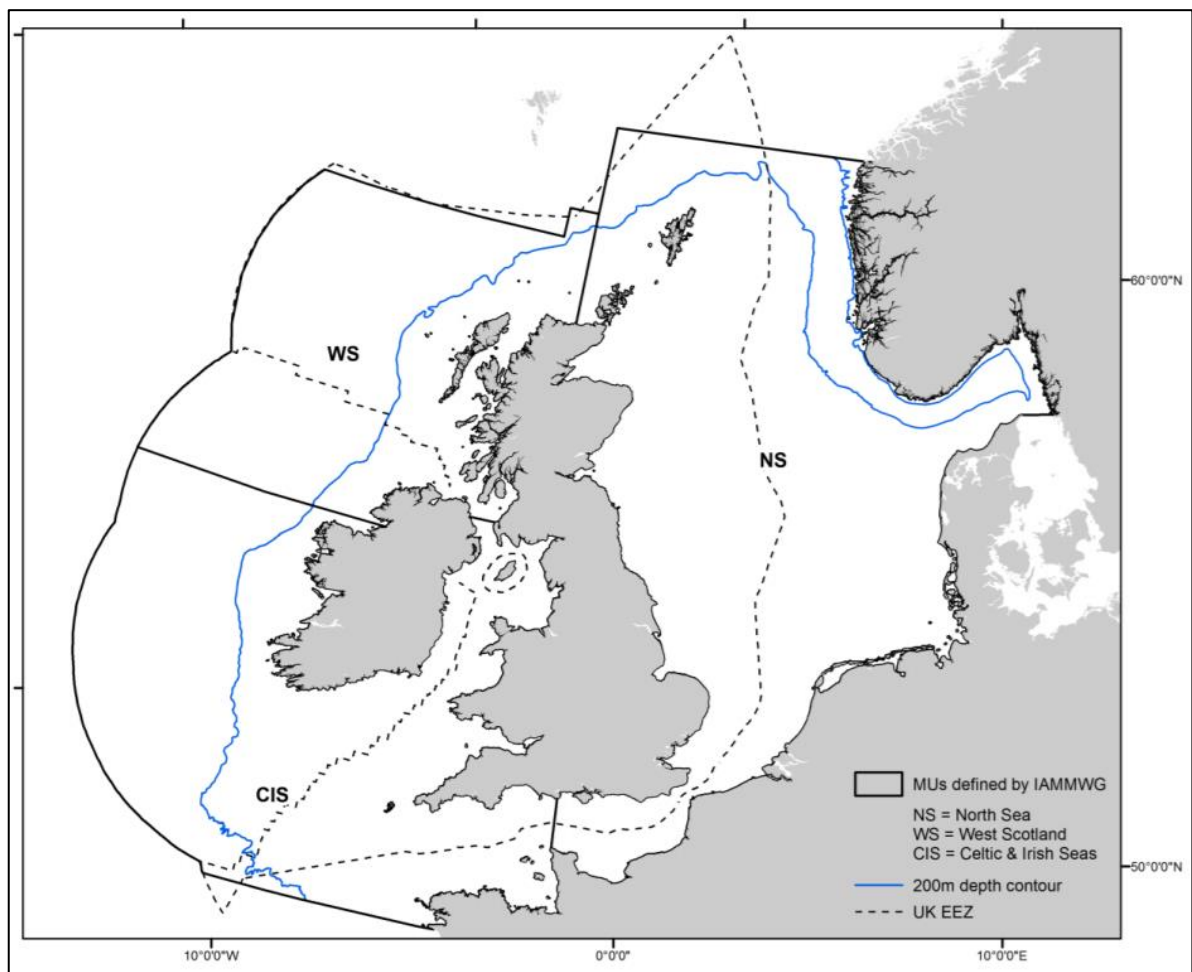 WS
60°0'0"N
NS
CIS
MUs defined by IAMMWG
NS = North Sea
WS = West Scotland
CIS = Celtic & Irish Seas
200m depth contour
UK EEZ
50°0'0"N
10°0'0"W
0°0'0"
10°0'0"E